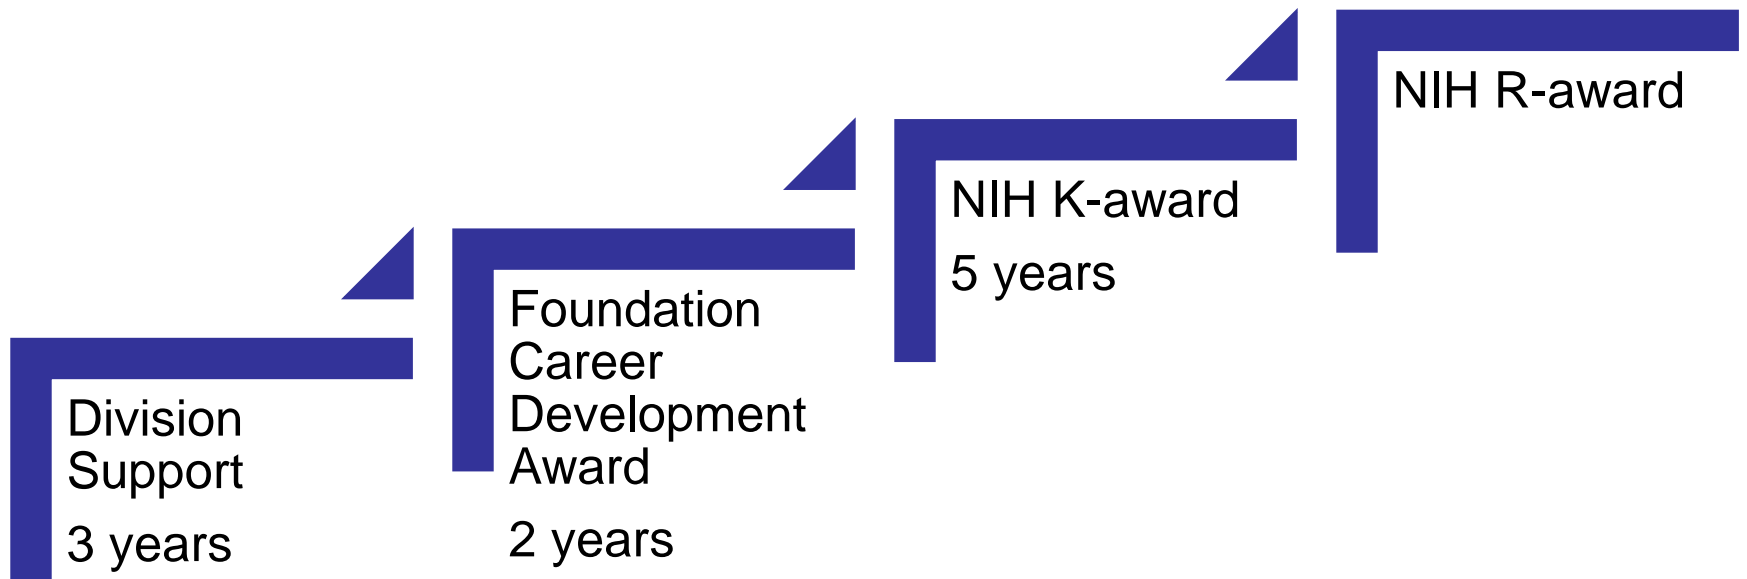 Division
Support
3 years
Foundation
Career
Development
Award
2 years
NIH K-award
5 years
NIH R-award